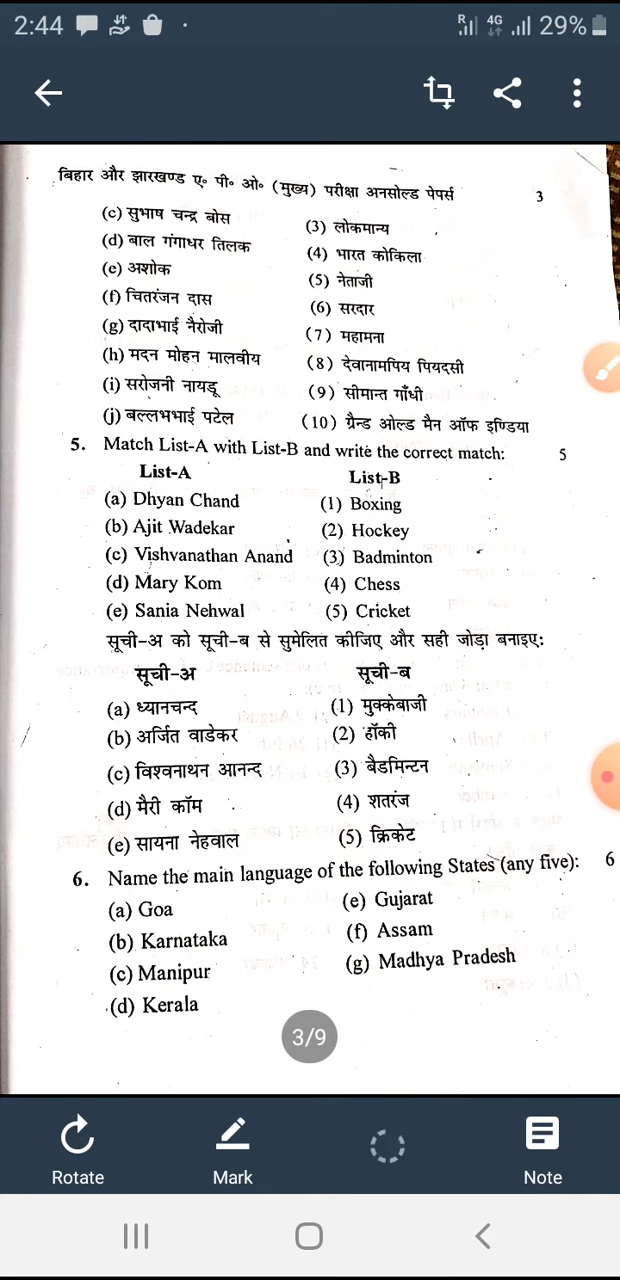 2:44 R 4G 29%
बिहार और झारखण्ड ए॰ पी॰ ओ॰ (मुख्य) परीक्षा अनसोल्ड पेपर्स 3
(c) सुभाष चन्द्र बोस (3) लोकमान्य
(d) बाल गंगाधर तिलक (4) भारत कोकिला
(e) अशोक (5) नेताजी
(f) चितरंजन दास (6) सरदार
(g) दादाभाई नैरोजी (7) महामना
(h) मदन मोहन मालवीय (8) देवानामपिय पियदसी
(i) सरोजनी नायडू (9) सीमान्त गाँधी
(j) बल्लभभाई पटेल (10) ग्रैन्ड ओल्ड मैन ऑफ इण्डिया
5. Match List-A with List-B and write the correct match: 5
List-A List-B
(a) Dhyan Chand (1) Boxing
(b) Ajit Wadekar (2) Hockey
(c) Vishvanathan Anand (3) Badminton
(d) Mary Kom (4) Chess
(e) Sania Nehwal (5) Cricket
सूची-अ को सूची-ब से सुमेलित कीजिए और सही जोड़ा बनाइए:
सूची-अ सूची-ब
(a) ध्यानचन्द (1) मुक्केबाजी
(b) अर्जित वाडेकर (2) हॉकी
(c) विश्वनाथन आनन्द (3) बैडमिन्टन
(d) मैरी कॉम (4) शतरंज
(e) सायना नेहवाल (5) क्रिकेट
6. Name the main language of the following States (any five): 6
(a) Goa (e) Gujarat
(b) Karnataka (f) Assam
(c) Manipur (g) Madhya Pradesh
(d) Kerala
3/9
Rotate Mark Note